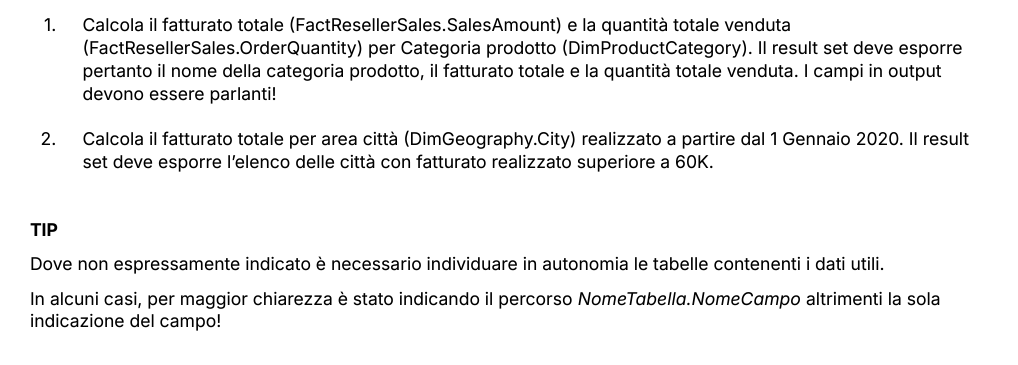 1. Calcola il fatturato totale (FactResellerSales.SalesAmount) e la quantità totale venduta
(FactResellerSales.OrderQuantity) per Categoria prodotto (DimProductCategory). Il result set deve esporre
pertanto il nome della categoria prodotto, il fatturato totale e la quantità totale venduta. I campi in output
devono essere parlanti!
2. Calcola il fatturato totale per area città (DimGeography.City) realizzato a partire dal 1 Gennaio 2020. Il result
set deve esporre l’elenco delle città con fatturato realizzato superiore a 60K.
TIP
Dove non espressamente indicato è necessario individuare in autonomia le tabelle contenenti i dati utili.
In alcuni casi, per maggior chiarezza è stato indicando il percorso NomeTabella.NomeCampo altrimenti la sola
indicazione del campo!